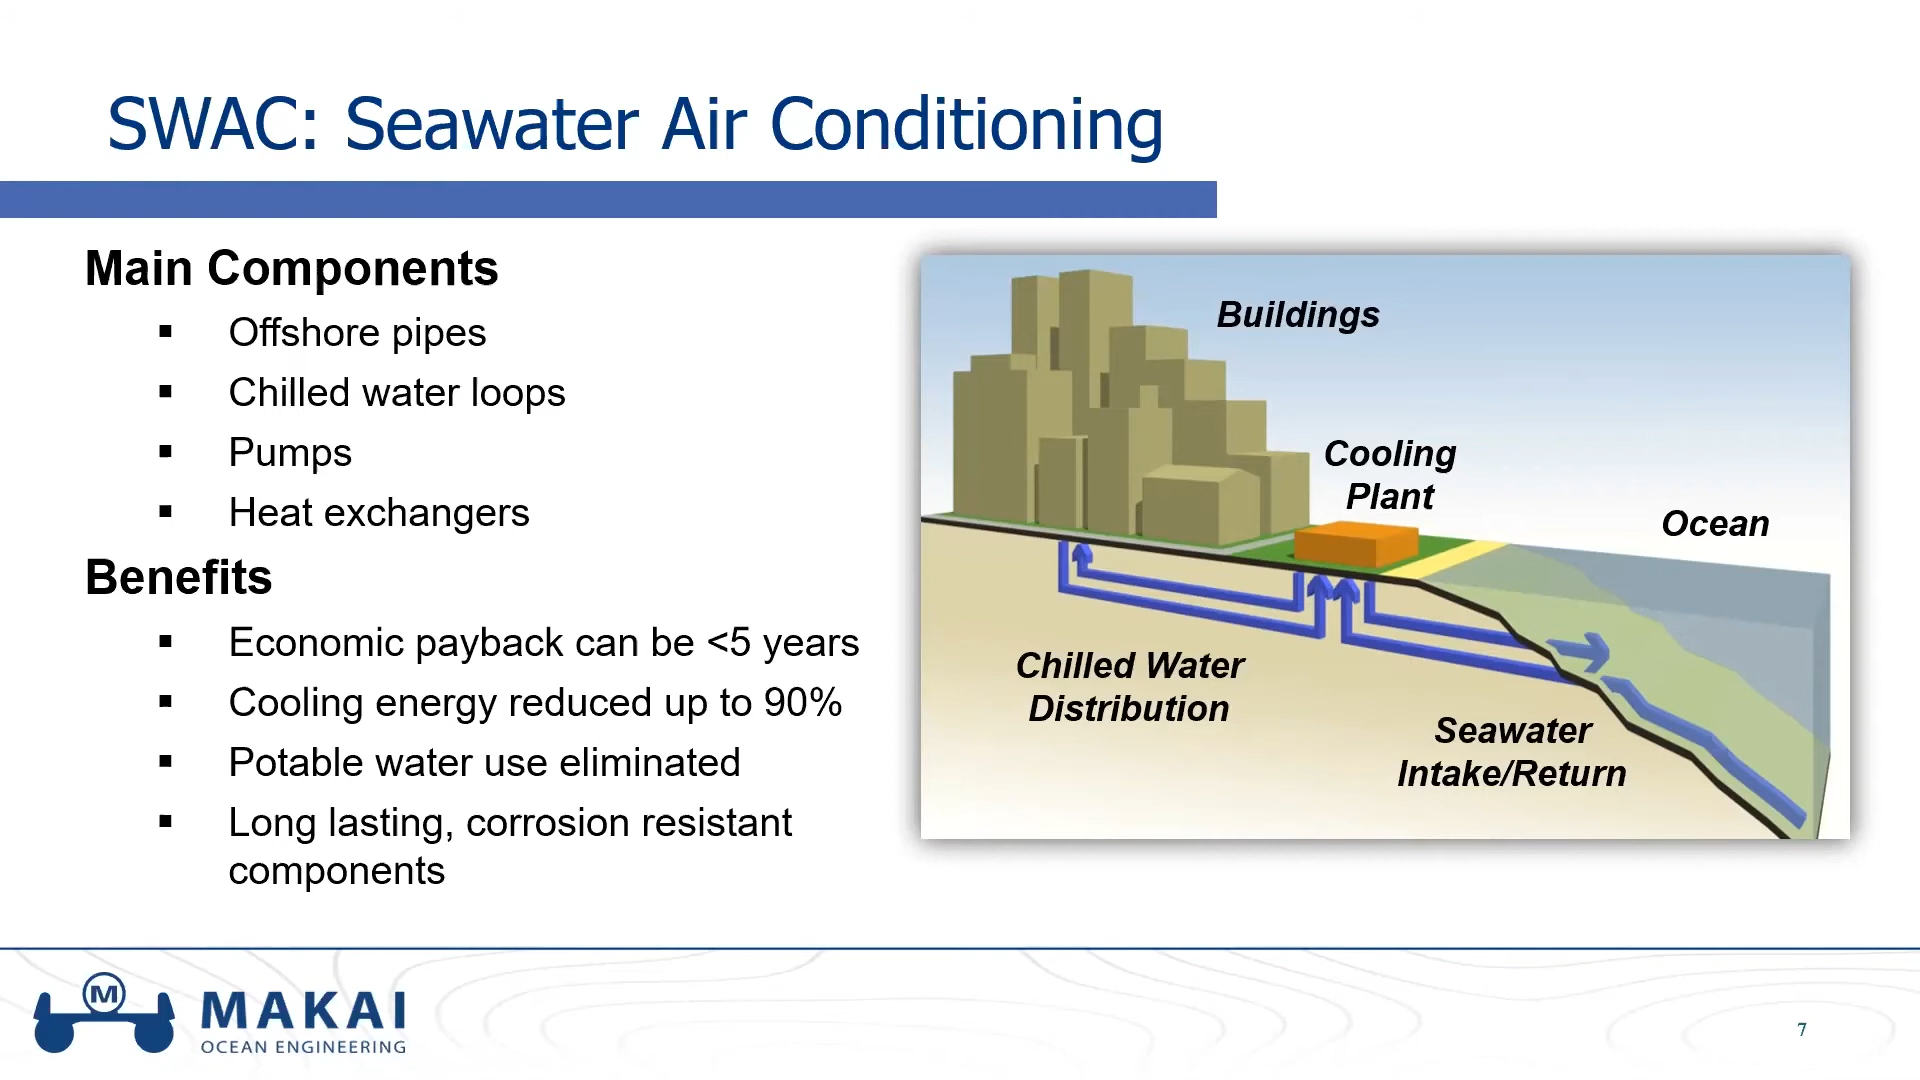 SWAC: Seawater Air Conditioning
Main Components
▪ Offshore pipes
▪ Chilled water loops
▪ Pumps
▪ Heat exchangers
Benefits
▪ Economic payback can be <5 years
▪ Cooling energy reduced up to 90%
▪ Potable water use eliminated
▪ Long lasting, corrosion resistant
components
Buildings
Cooling
Plant
Ocean
Chilled Water
Distribution
Seawater
Intake/Return
M
MAKAI
OCEAN ENGINEERING
7